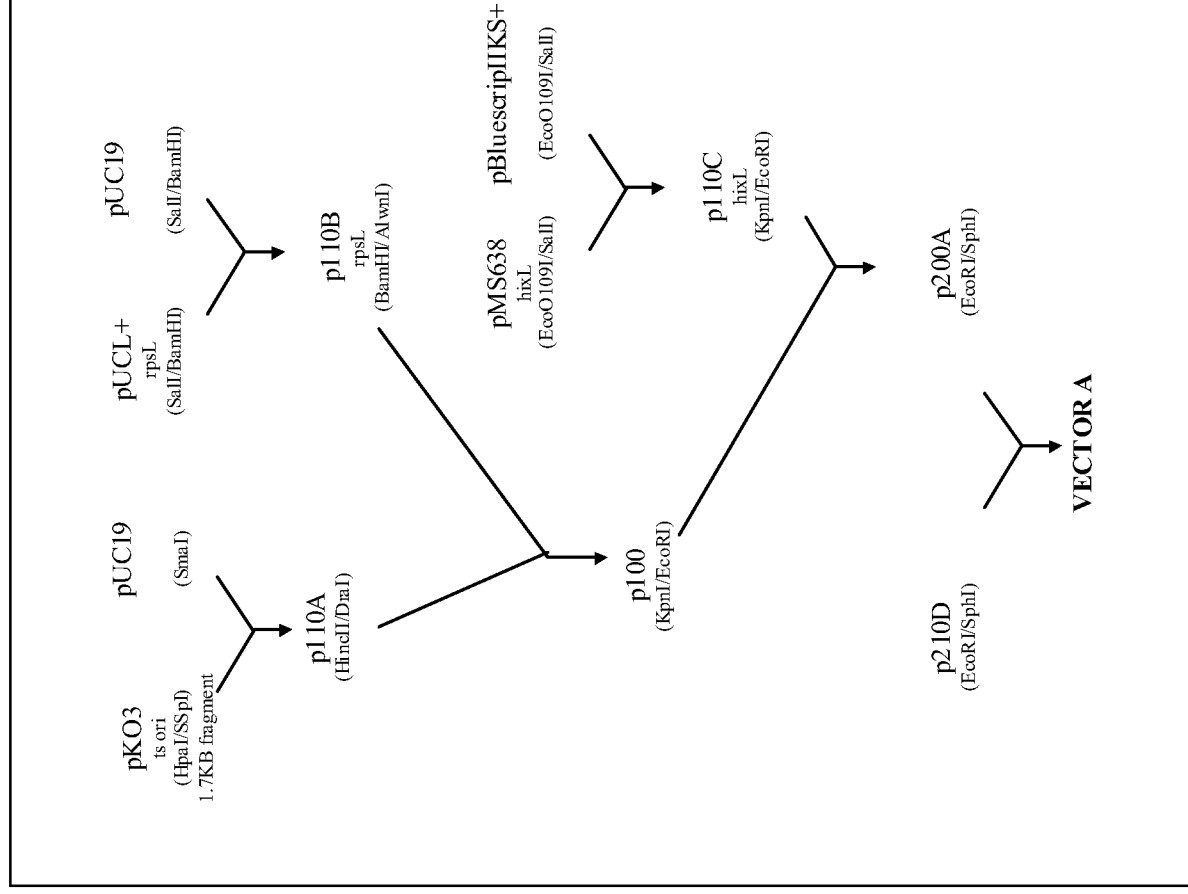 pKO3
ts ori
(HpaI/SSpI)
1.7KB fragment
pUC19
(SmaI)
pUCL+
rpsL
(SalI/BamHI)
pUC19
(SalI/BamHI)
p110A
(HincII/DraI)
p110B
rpsL
(BamHI/AlwnI)
pMS638
hixL
(EcoO109I/SalI)
pBluescripIIKS+
(EcoO109I/SalI)
p100
(KpnI/EcoRI)
p110C
hixL
(KpnI/EcoRI)
p210D
(EcoRI/SphI)
p200A
(EcoRI/SphI)
VECTOR A